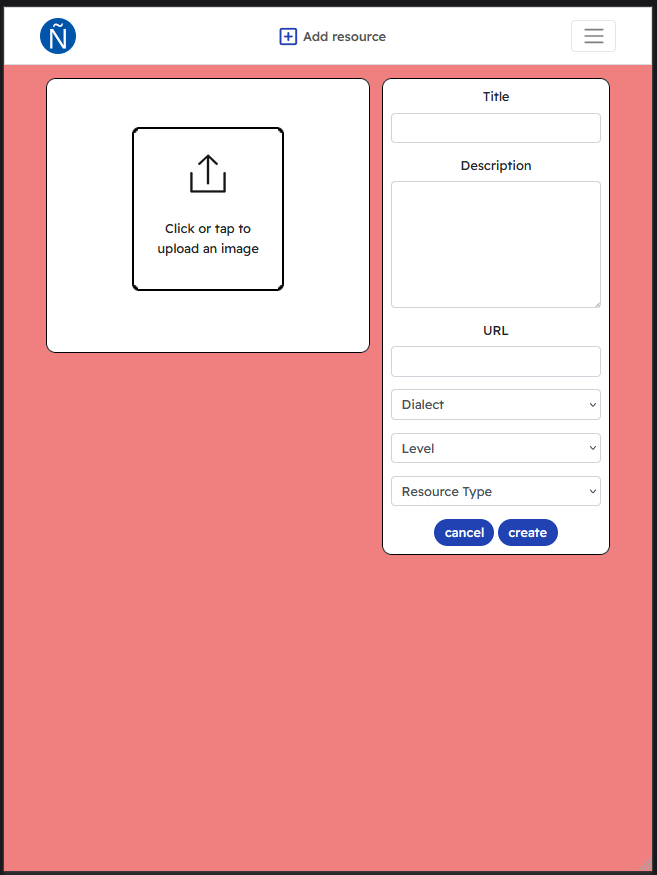 Ñ
Add resource
Click or tap to
upload an image
Title
Description
URL
Dialect
Level
Resource Type
cancel
create